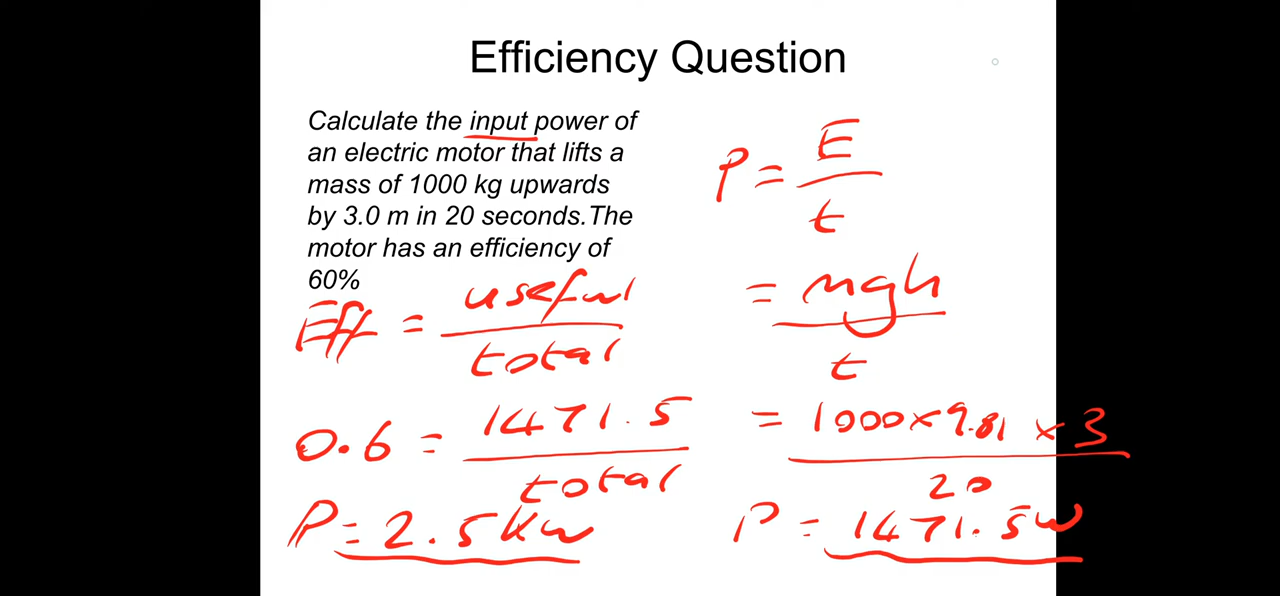 Efficiency Question
Calculate the input power of
an electric motor that lifts a
mass of 1000 kg upwards
by 3.0 m in 20 seconds.The
motor has an efficiency of
60%
Eff = useful
total
0.6 = 1471.5
total
P = 2.5kw
P = E
t
= mgh
t
= 1000 x 9.81 x 3
20
P = 1471.5w